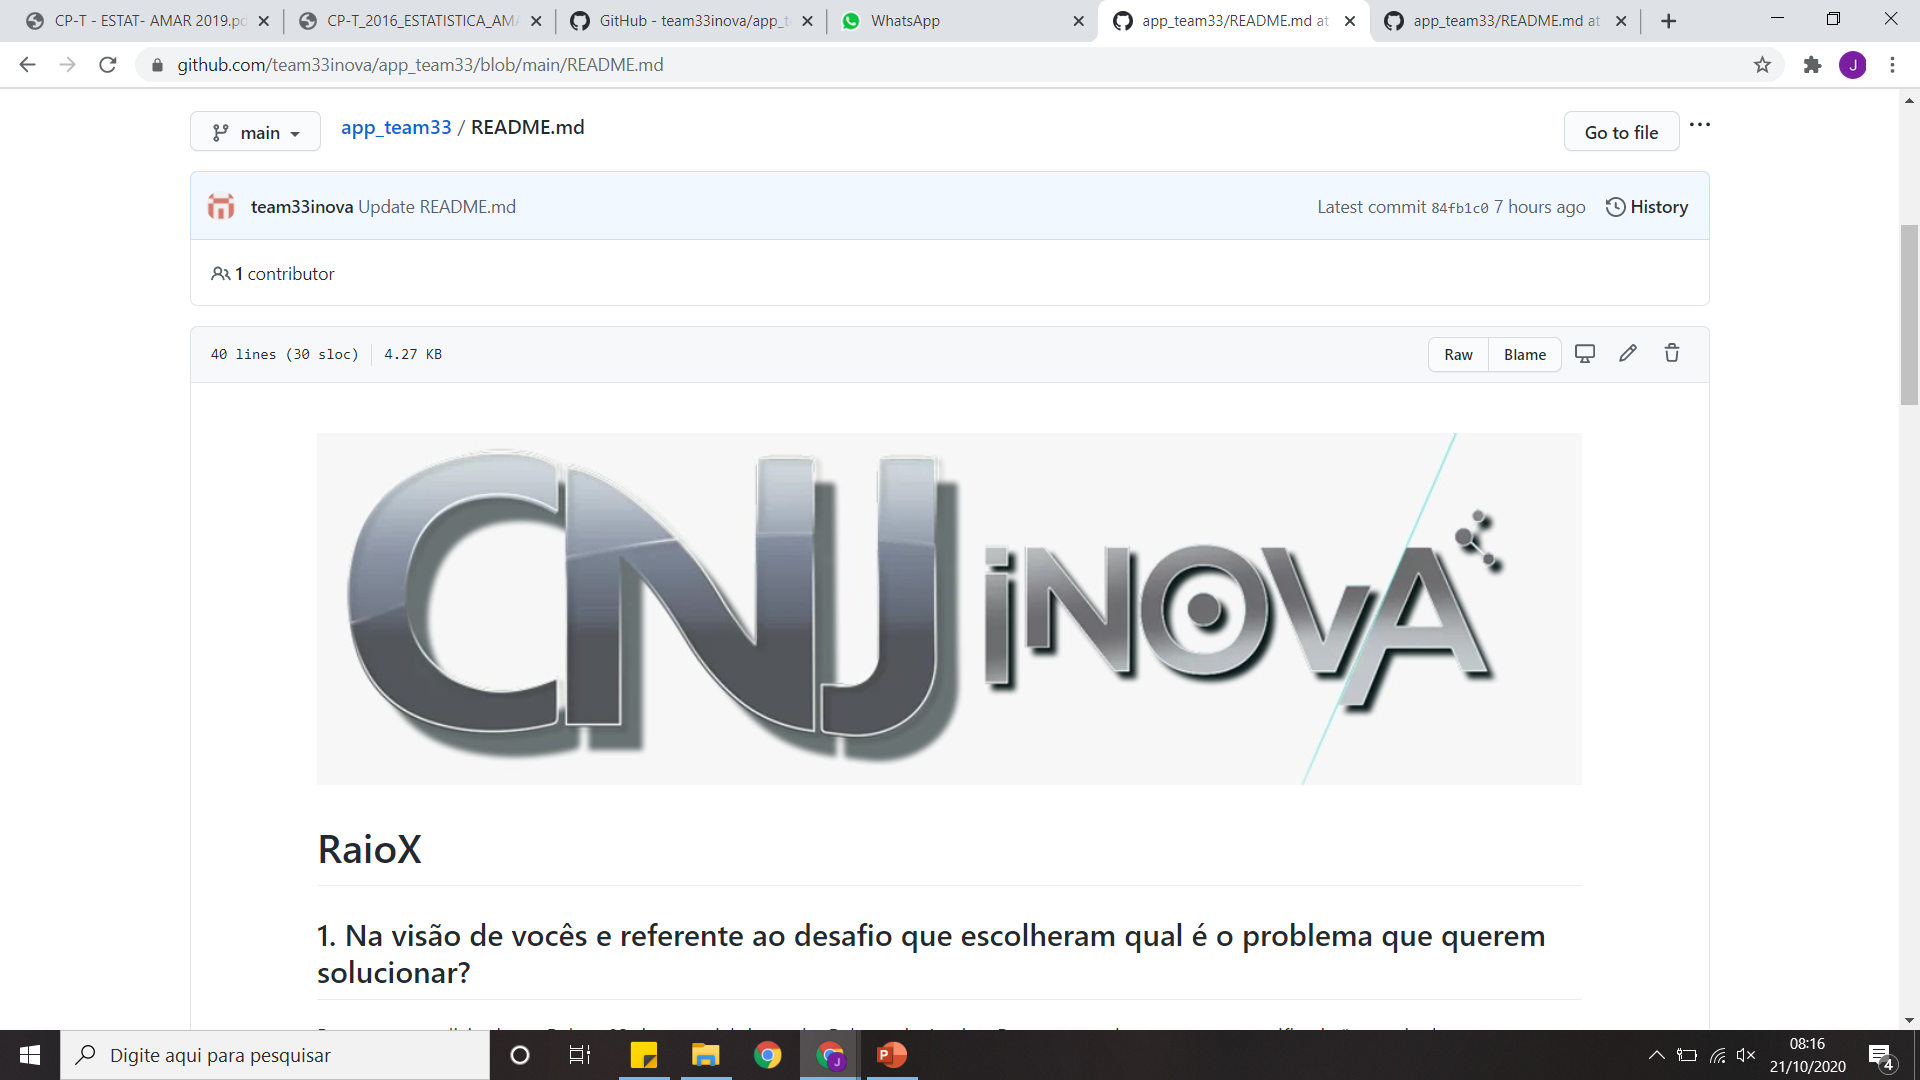 CP-T - ESTAT- AMAR 2019.pd
CP-T_2016_ESTATISTICA_AMA
GitHub - team33inova/app_t
WhatsApp
app_team33/README.md at
app_team33/README.md at
github.com/team33inova/app_team33/blob/main/README.md
J
main
app_team33 / README.md
Go to file
team33inova Update README.md
Latest commit 84fb1c0 7 hours ago
History
1 contributor
40 lines (30 sloc)
4.27 KB
Raw
Blame
CNJ iNOVA
RaioX
1. Na visão de vocês e referente ao desafio que escolheram qual é o problema que querem
solucionar?
Digite aqui para pesquisar
08:16
21/10/2020
4